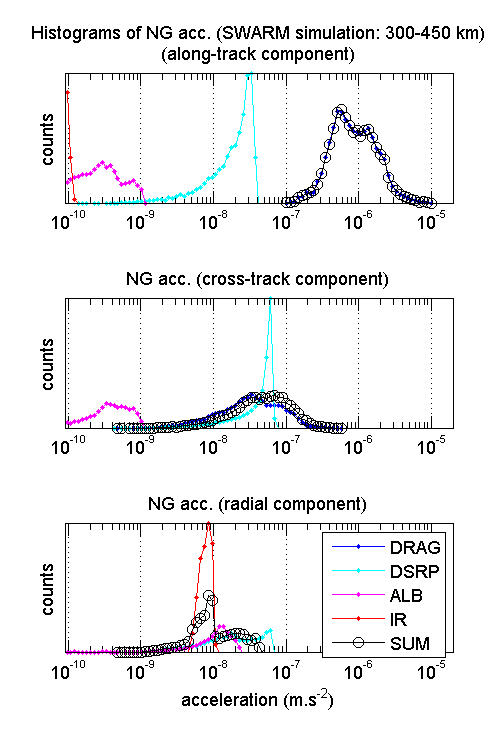 Histograms of NG acc. (SWARM simulation: 300-450 km)
(along-track component)
counts
10^-10 10^-9 10^-8 10^-7 10^-6 10^-5
NG acc. (cross-track component)
counts
10^-10 10^-9 10^-8 10^-7 10^-6 10^-5
NG acc. (radial component)
counts
DRAG
DSRP
ALB
IR
SUM
10^-10 10^-9 10^-8 10^-7 10^-6 10^-5
acceleration (m.s^-2)